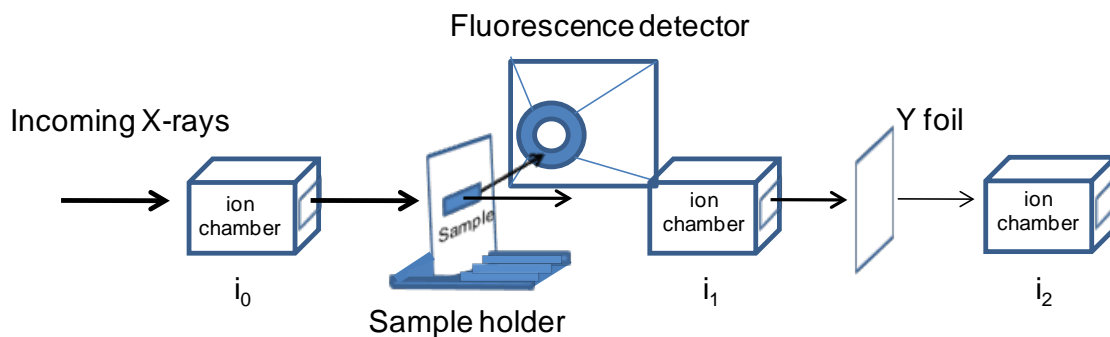 Fluorescence detector
Incoming X-rays
Y foil
ion
chamber
Sample
ion
chamber
ion
chamber
i₀
i₁
i₂
Sample holder